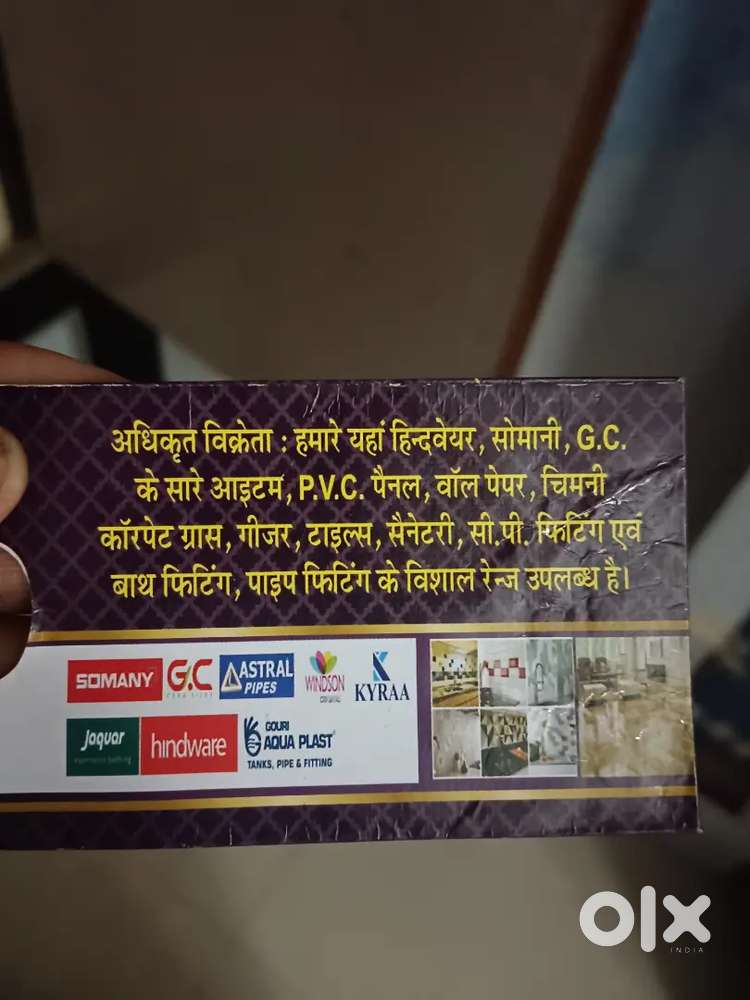 अधिकृत विक्रेता : हमारे यहां हिन्दवेयर, सोमानी, G.C.
के सारे आइटम, P.V.C. पैनल, वॉल पेपर, चिमनी
कॉरपेट ग्रास, गीजर, टाइल्स, सैनेटरी, सी.पी. फिटिंग एवं
बाथ फिटिंग, पाइप फिटिंग के विशाल रेन्ज उपलब्ध है।
SOMANY G.C ASTRAL PIPES WINDSON KYRAA
Jaquar hindware GOURI AQUA PLAST
TANKS, PIPE & FITTING
olx
INDIA